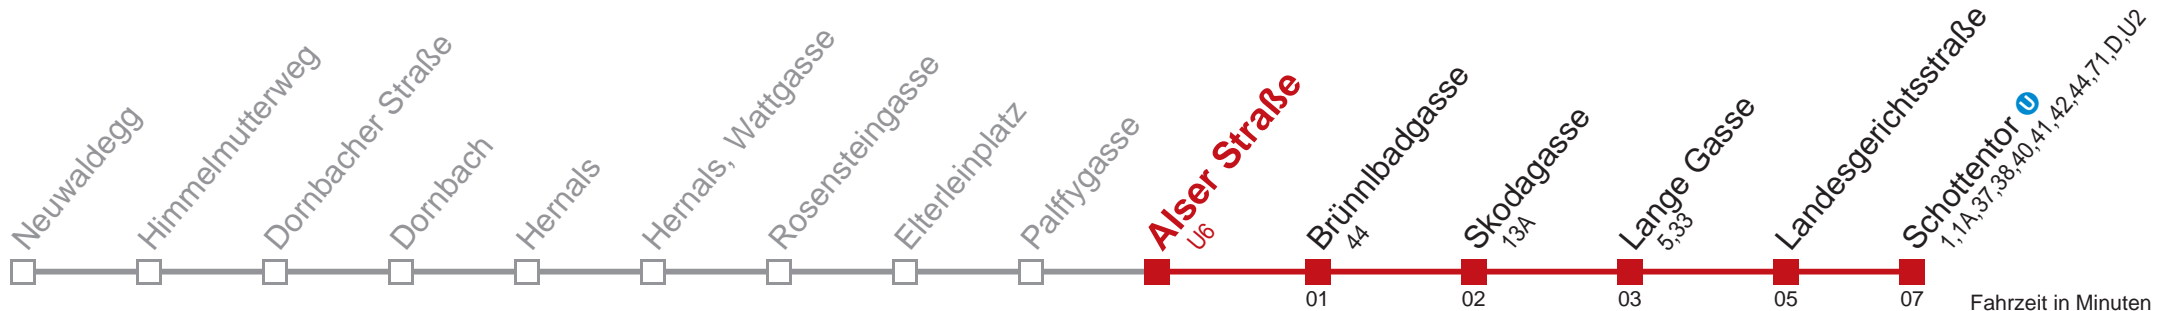 Neuwaldegg
Himmelmutterweg
Dornbacher Straße
Dornbach
Hernals
Hernals, Wattgasse
Rosensteingasse
Elterleinplatz
Palffygasse
Alser Straße
U6
Brünnlbadgasse
44
Skodagasse
13A
Lange Gasse
5,33
Landesgerichtsstraße
Schottentor U
1,1A,37,38,40,41,42,44,71,D,U2
01
02
03
05
07
Fahrzeit in Minuten